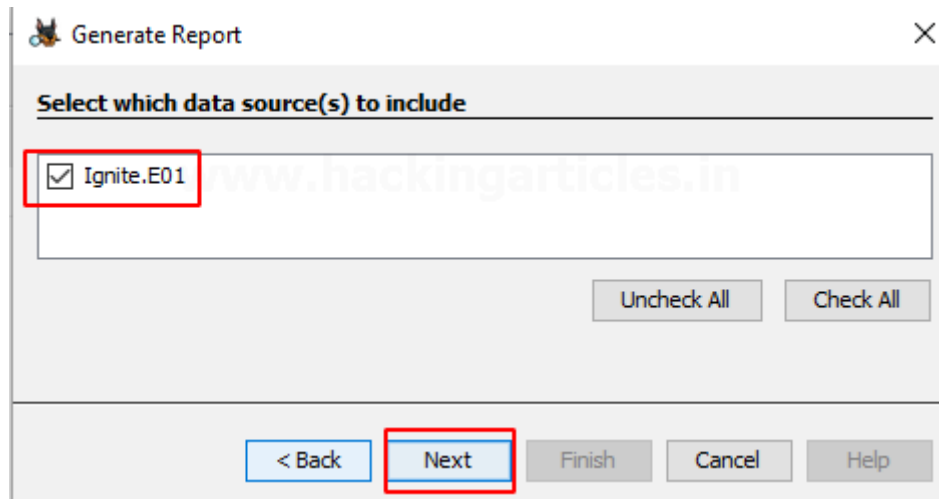 Generate Report
Select which data source(s) to include
Ignite.E01
www.hackingarticles.in
Uncheck All
Check All
< Back
Next
Finish
Cancel
Help